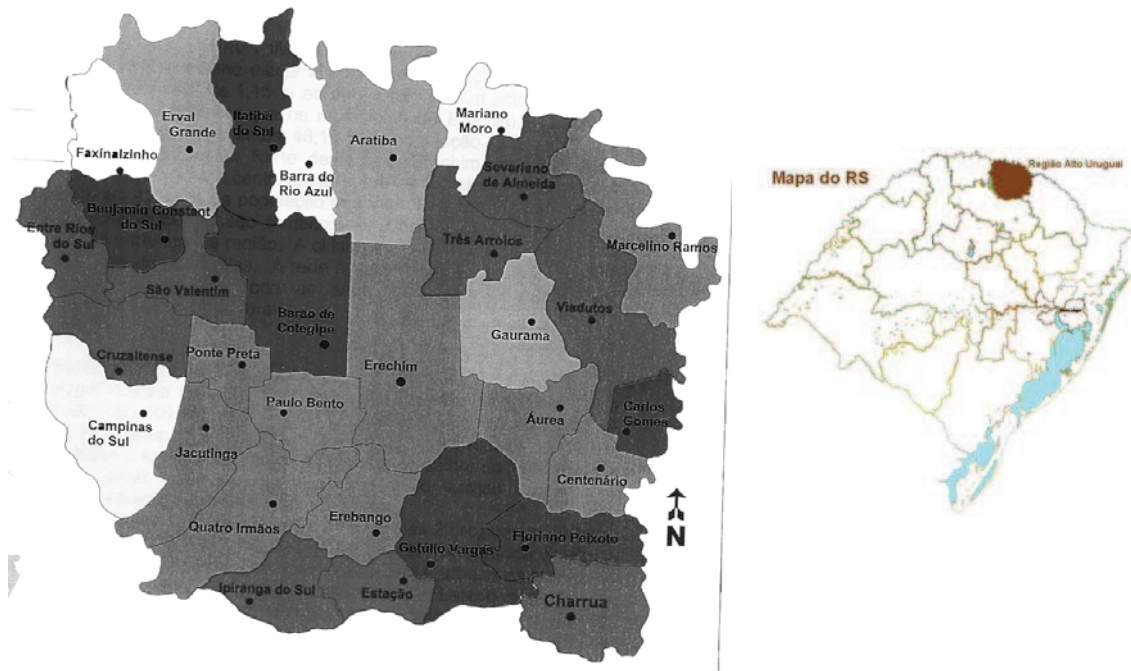 Faxinalzinho
Erval
Grande
Itatiba
do Sul
Barra do
Rio Azul
Aratiba
Mariano
Moro
Severiano
de Almeida
Marcelino Ramos
Entre Rios
do Sul
Benjamin Constant
do Sul
São Valentim
Três Arroios
Viadutos
Gaurama
Barão de
Cotegipe
Erechim
Cruzaltense
Ponte Preta
Paulo Bento
Campinas
do Sul
Jacutinga
Áurea
Carlos
Gomes
Centenário
Quatro Irmãos
Erebango
Getúlio Vargas
Floriano Peixoto
Ipiranga do Sul
Estação
Charrua
N
Mapa do RS
Região Alto Uruguai